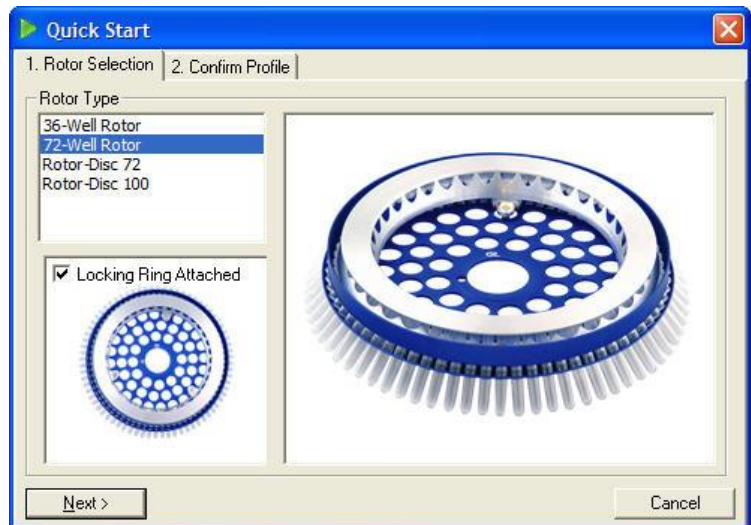 Quick Start
1. Rotor Selection
2. Confirm Profile
Rotor Type
36-Well Rotor
72-Well Rotor
Rotor-Disc 72
Rotor-Disc 100
Locking Ring Attached
Next >
Cancel